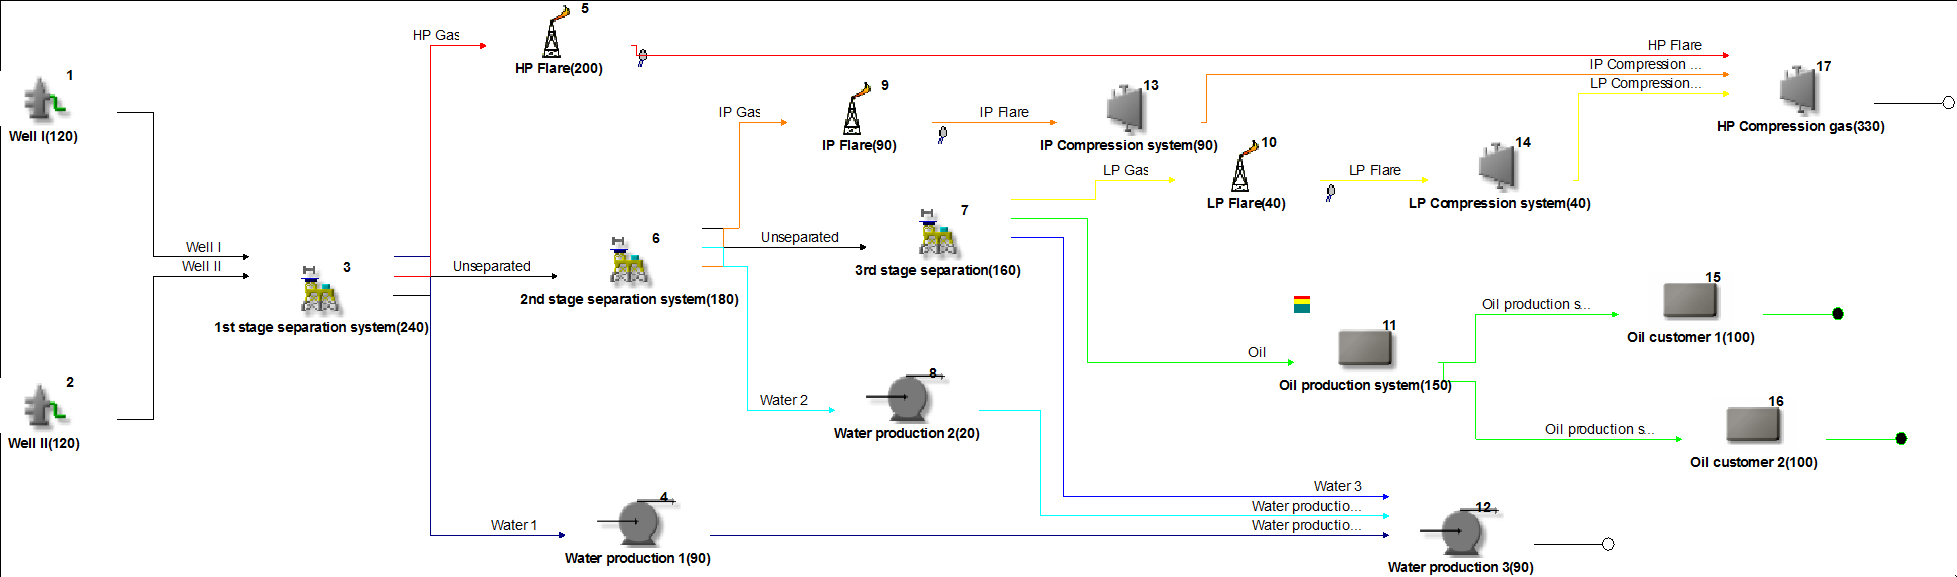 5
HP Gas
HP Flare(200)
HP Flare
IP Compression ...
LP Compression...
17
HP Compression gas(330)
1
Well I(120)
9
IP Gas
IP Flare(90)
IP Flare
13
IP Compression system(90)
10
LP Gas
LP Flare(40)
LP Flare
14
LP Compression system(40)
Well I
Well II
3
1st stage separation system(240)
Unseparated
6
2nd stage separation system(180)
Unseparated
7
3rd stage separation(160)
15
Oil production s...
Oil customer 1(100)
Oil
11
Oil production system(150)
2
Well II(120)
Water 2
8
Water production 2(20)
16
Oil production s...
Oil customer 2(100)
Water 1
4
Water production 1(90)
Water 3
Water productio...
Water productio...
12
Water production 3(90)